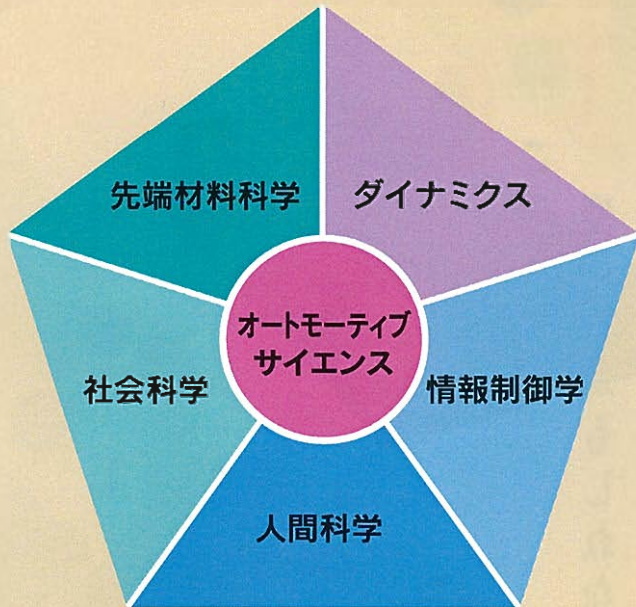 先端材料科学
ダイナミクス
オートモーティブ
サイエンス
社会科学
情報制御学
人間科学